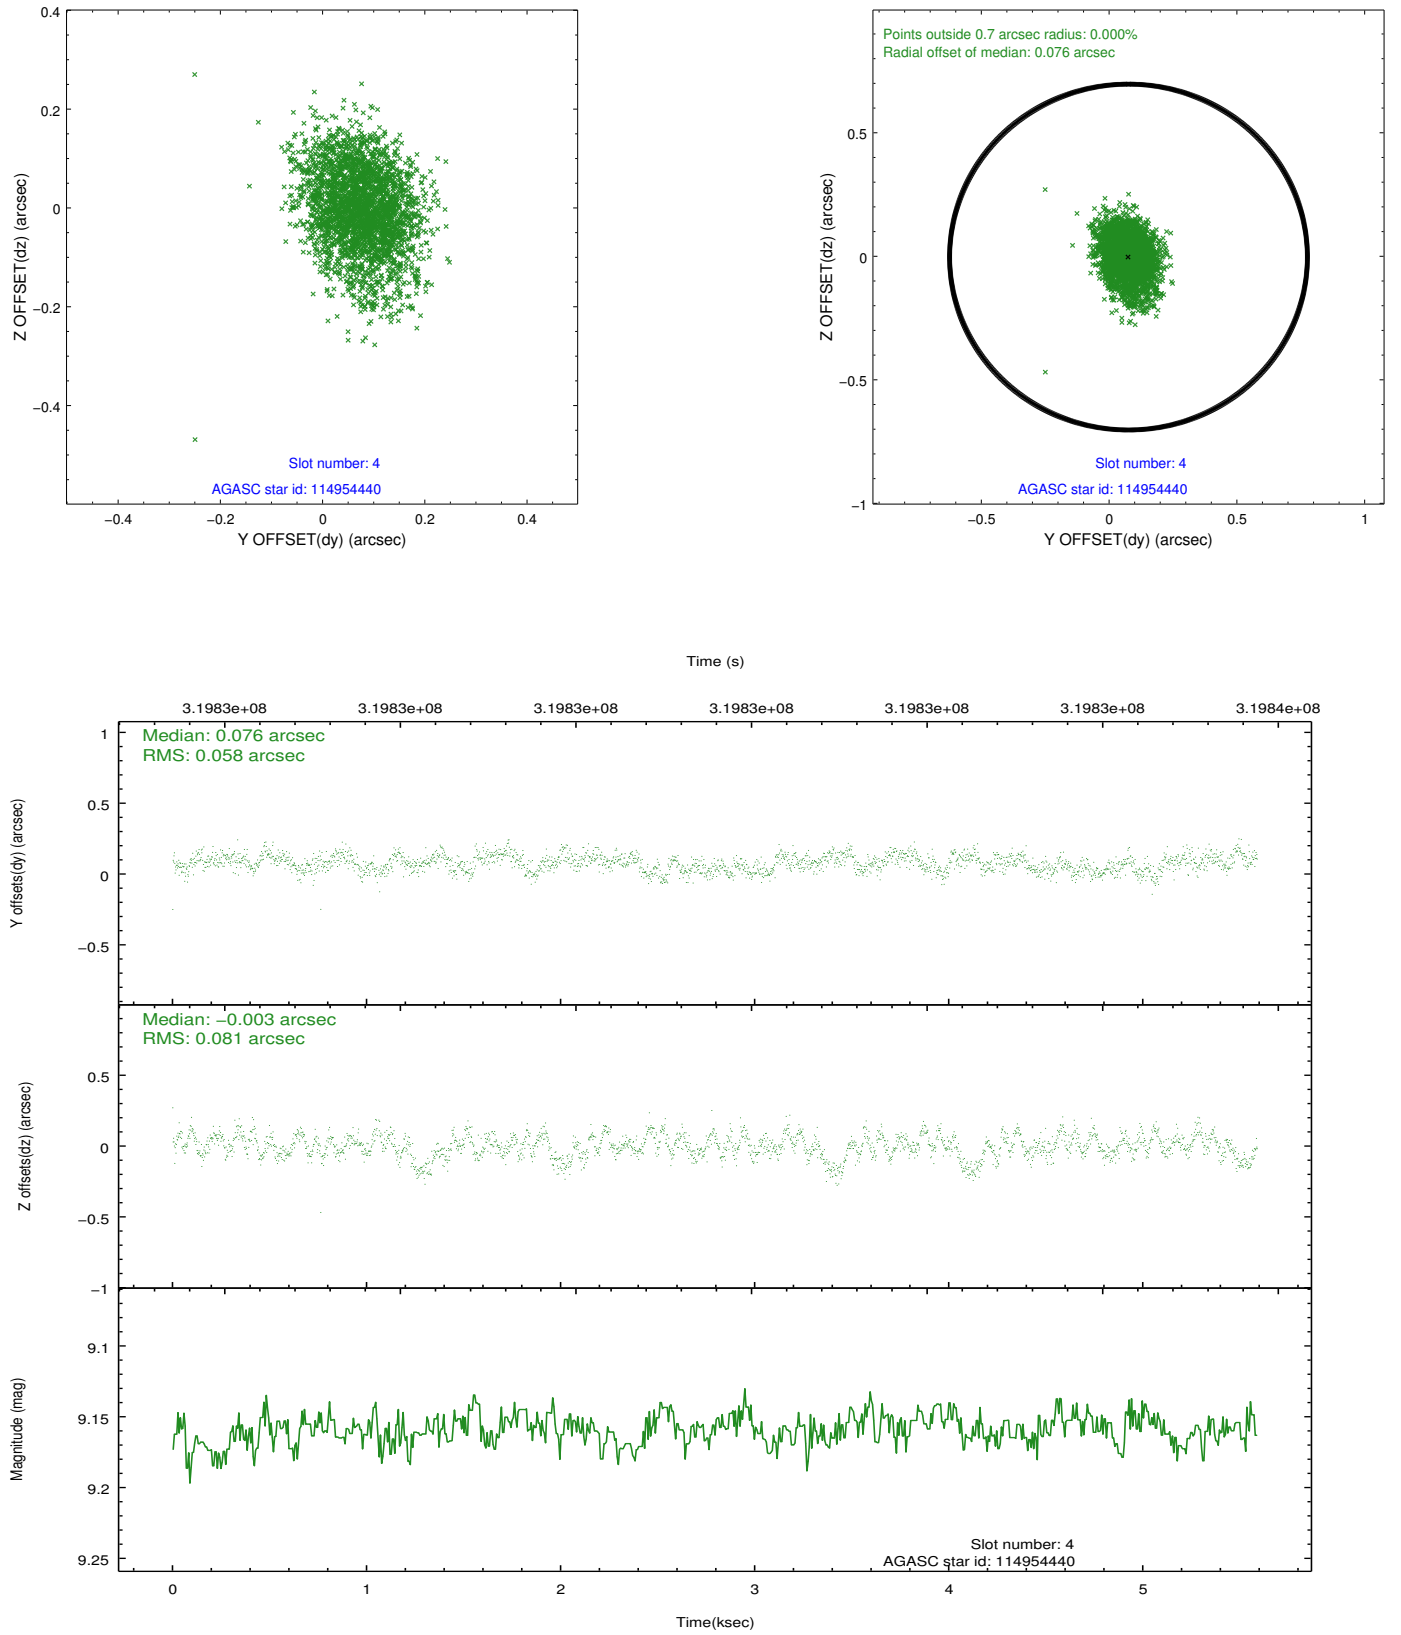 0.4
0.2
0
−0.2
−0.4
Z OFFSET(dz) (arcsec)
Slot number: 4
AGASC star id: 114954440
−0.4
−0.2
0
0.2
0.4
Y OFFSET(dy) (arcsec)
Points outside 0.7 arcsec radius: 0.000%
Radial offset of median: 0.076 arcsec
0.5
0
−0.5
−1
Z OFFSET(dz) (arcsec)
Slot number: 4
AGASC star id: 114954440
−0.5
0
0.5
1
Y OFFSET(dy) (arcsec)
Time (s)
3.1983e+08
3.1983e+08
3.1983e+08
3.1983e+08
3.1983e+08
3.1983e+08
3.1984e+08
Median: 0.076 arcsec
RMS: 0.058 arcsec
1
0.5
0
−0.5
Y offsets(dy) (arcsec)
Median: −0.003 arcsec
RMS: 0.081 arcsec
0.5
0
−0.5
−1
Z offsets(dz) (arcsec)
9.1
9.15
9.2
9.25
Magnitude (mag)
Slot number: 4
AGASC star id: 114954440
0
1
2
3
4
5
Time(ksec)